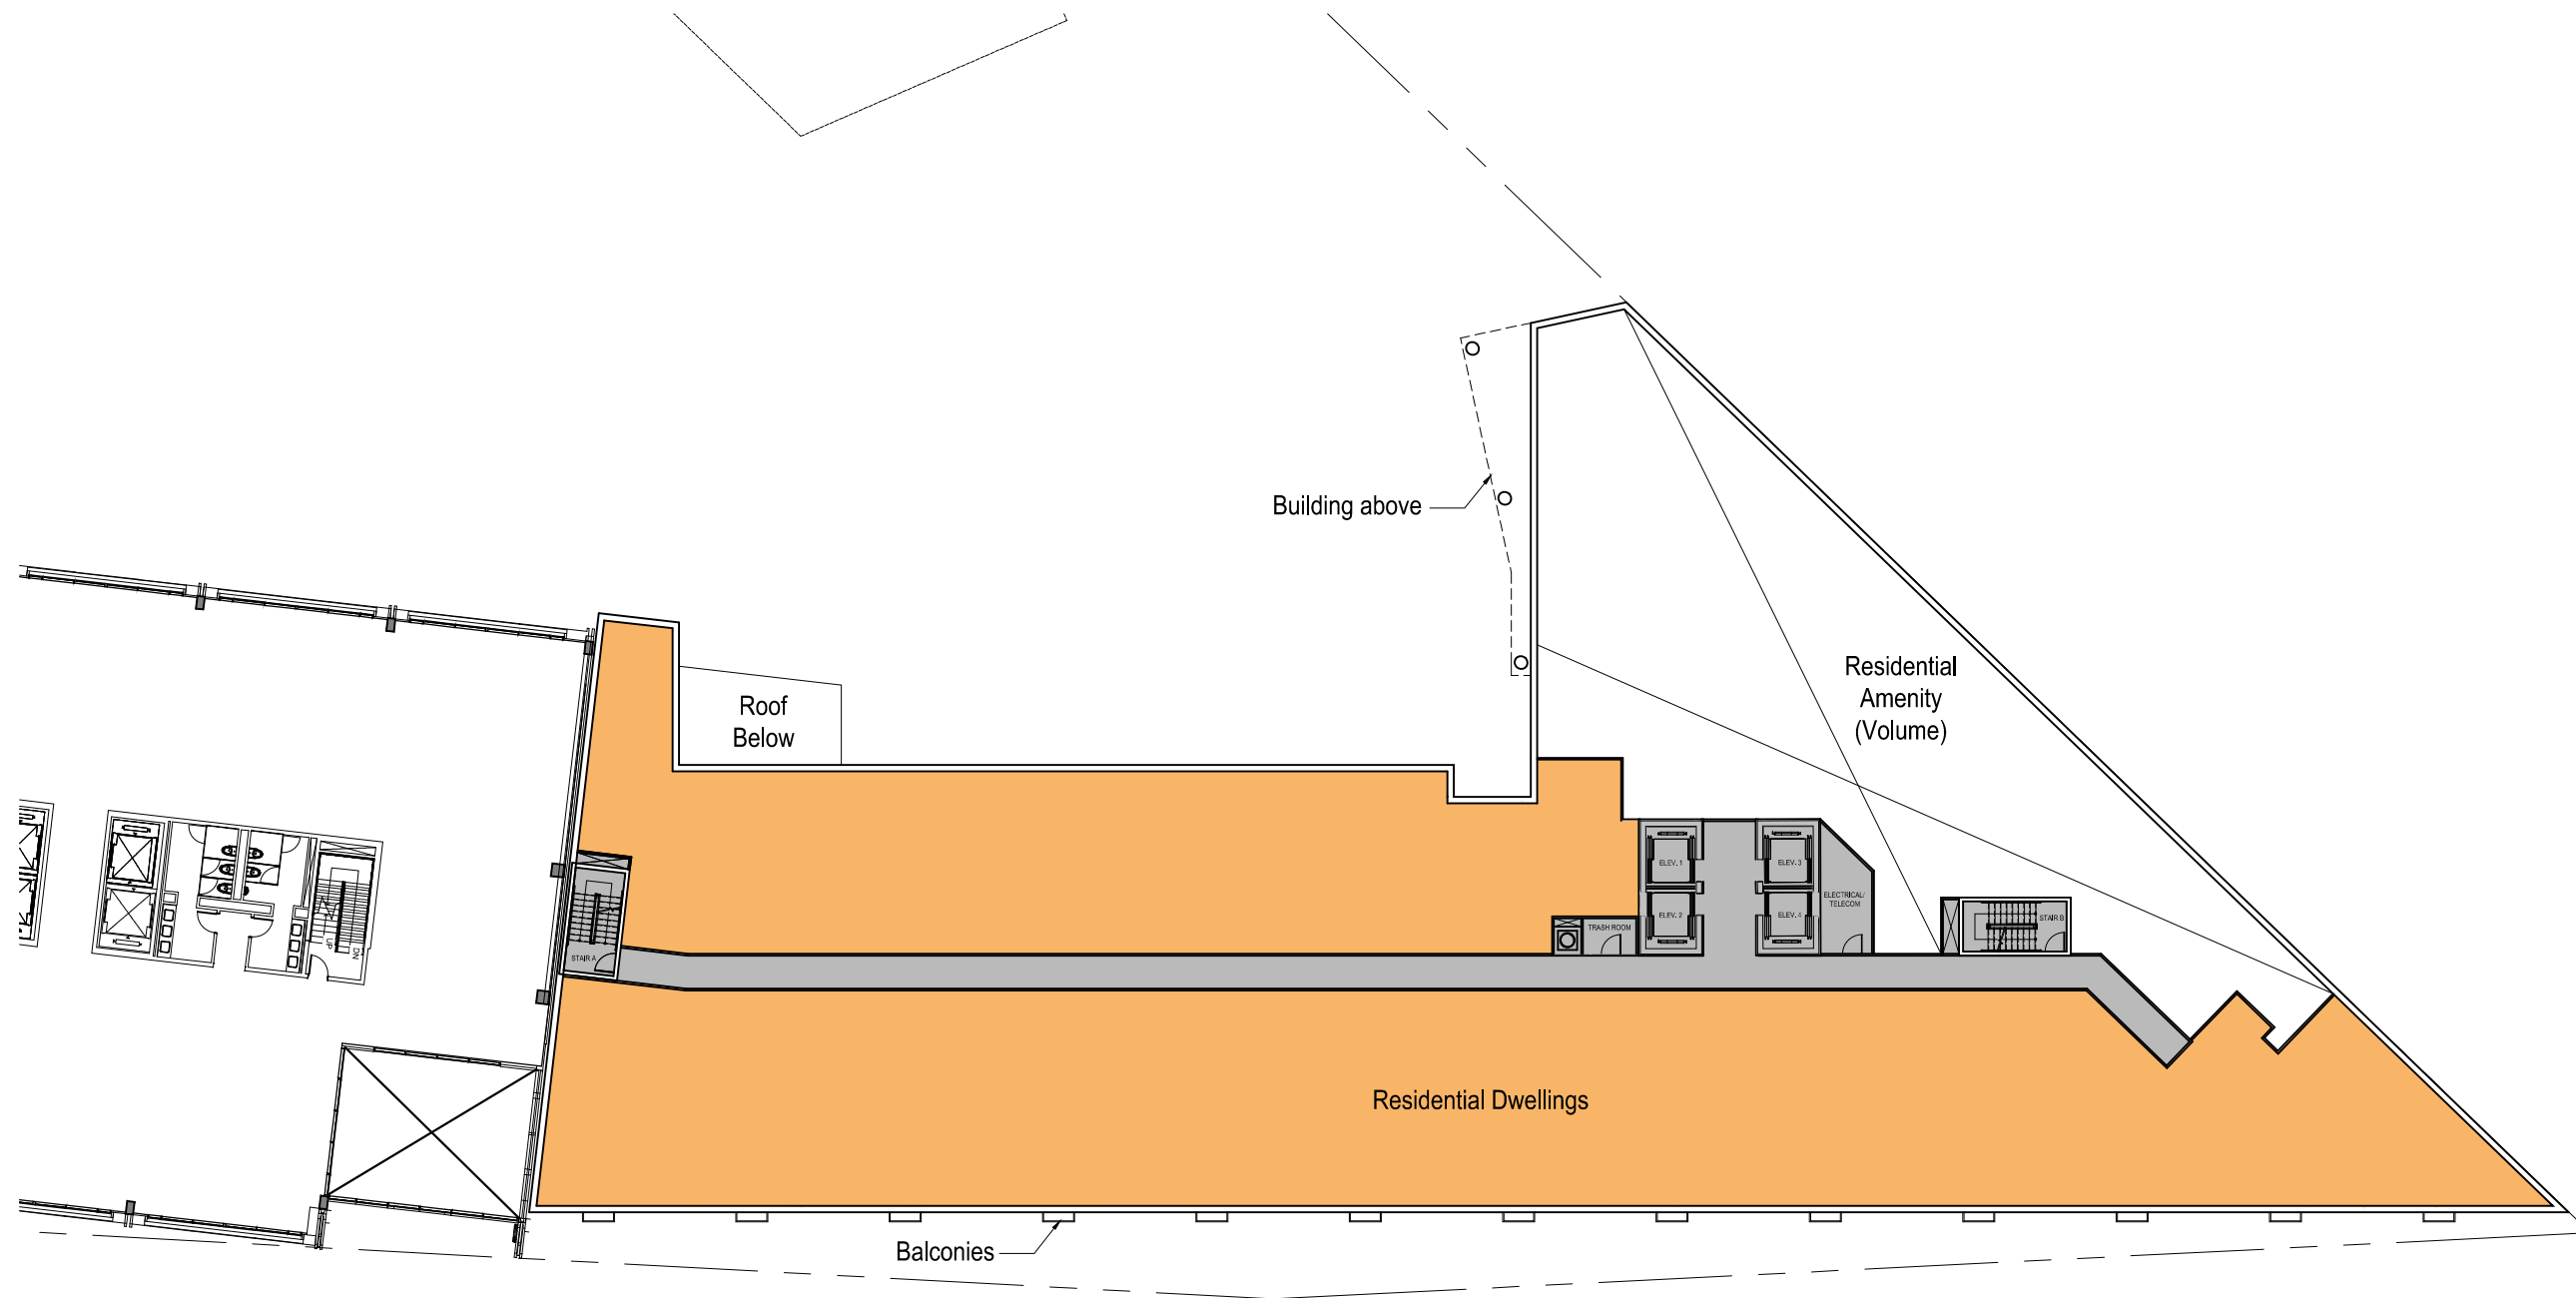 Building above
Residential
Amenity
(Volume)
Roof
Below
ELEV. 1
ELEV. 3
ELECTRICAL/
TELECOM
ELEV. 2
ELEV. 4
TRASH ROOM
STAIR B
UP
DN
STAIR A
Residential Dwellings
Balconies